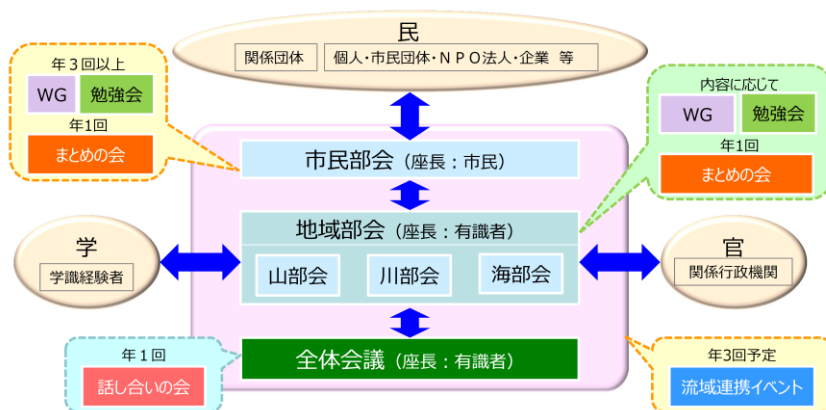 民
関係団体
個人・市民団体・NPO法人・企業 等
年３回以上
WG
勉強会
年1回
まとめの会
内容に応じて
WG
勉強会
年1回
まとめの会
市民部会（座長：市民）
地域部会（座長：有識者）
山部会
川部会
海部会
学
学識経験者
官
関係行政機関
全体会議（座長：有識者）
年１回
話し合いの会
年3回予定
流域連携イベント